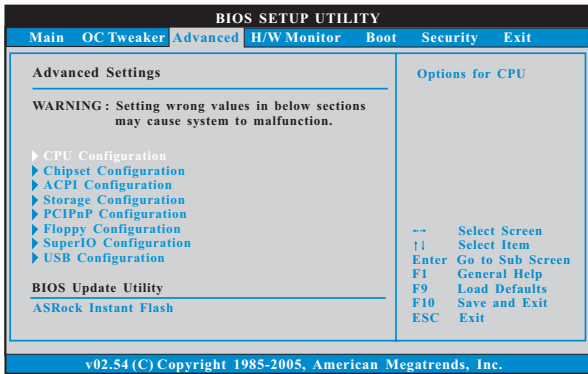 BIOS SETUP UTILITY
Main OC Tweaker Advanced H/W Monitor Boot Security Exit
Advanced Settings
WARNING : Setting wrong values in below sections
may cause system to malfunction.
CPU Configuration
Chipset Configuration
ACPI Configuration
Storage Configuration
PCIPnP Configuration
Floppy Configuration
SuperIO Configuration
USB Configuration
BIOS Update Utility
ASRock Instant Flash
Options for CPU
←→ Select Screen
↑↓ Select Item
Enter Go to Sub Screen
F1 General Help
F9 Load Defaults
F10 Save and Exit
ESC Exit
v02.54 (C) Copyright 1985-2005, American Megatrends, Inc.